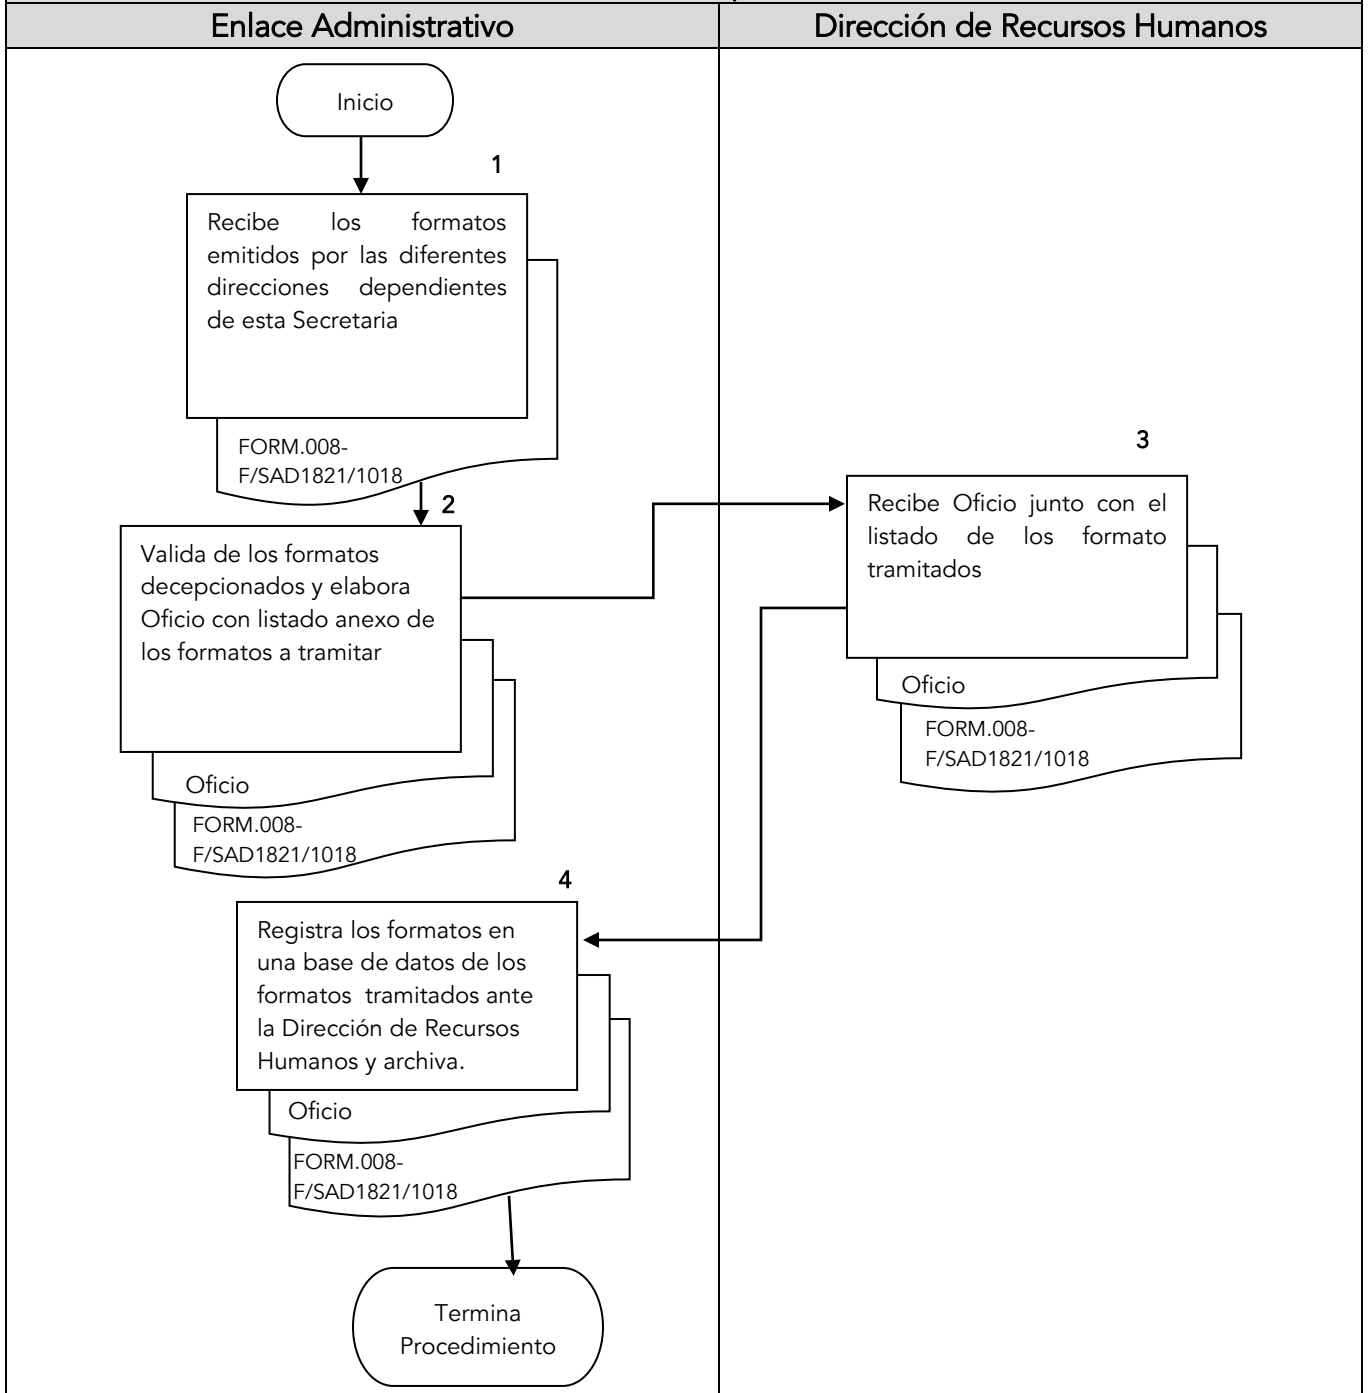 Enlace Administrativo
Dirección de Recursos Humanos
Inicio
1
Recibe los formatos
emitidos por las diferentes
direcciones dependientes
de esta Secretaria
FORM.008-
F/SAD1821/1018
2
Valida de los formatos
decepcionados y elabora
Oficio con listado anexo de
los formatos a tramitar
Oficio
FORM.008-
F/SAD1821/1018
3
Recibe Oficio junto con el
listado de los formato
tramitados
Oficio
FORM.008-
F/SAD1821/1018
4
Registra los formatos en
una base de datos de los
formatos tramitados ante
la Dirección de Recursos
Humanos y archiva.
Oficio
FORM.008-
F/SAD1821/1018
Termina
Procedimiento